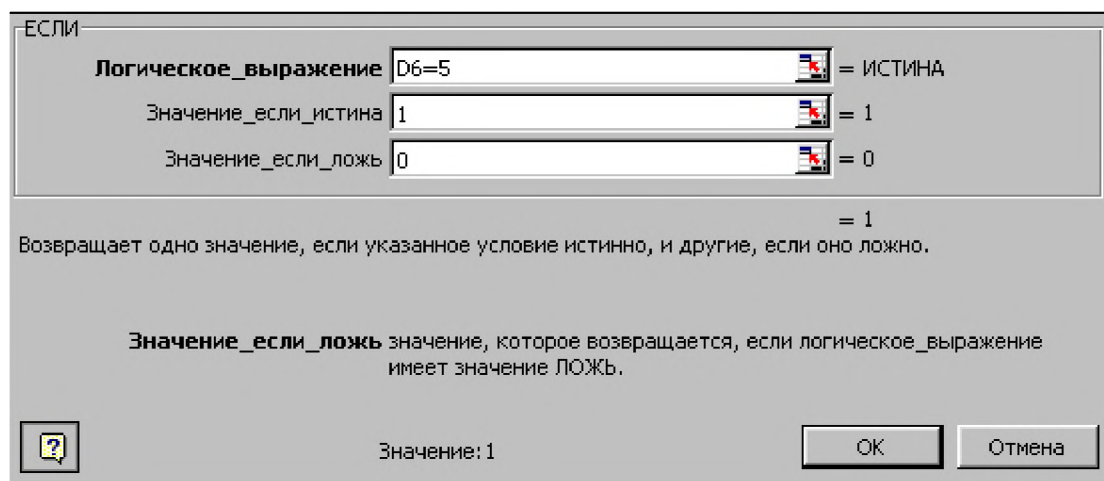 ЕСЛИ
Логическое_выражение D6=5 = ИСТИНА
Значение_если_истина 1 = 1
Значение_если_ложь 0 = 0
= 1
Возвращает одно значение, если указанное условие истинно, и другие, если оно ложно.
Значение_если_ложь значение, которое возвращается, если логическое_выражение
имеет значение ЛОЖЬ.
? Значение:1 OK Отмена